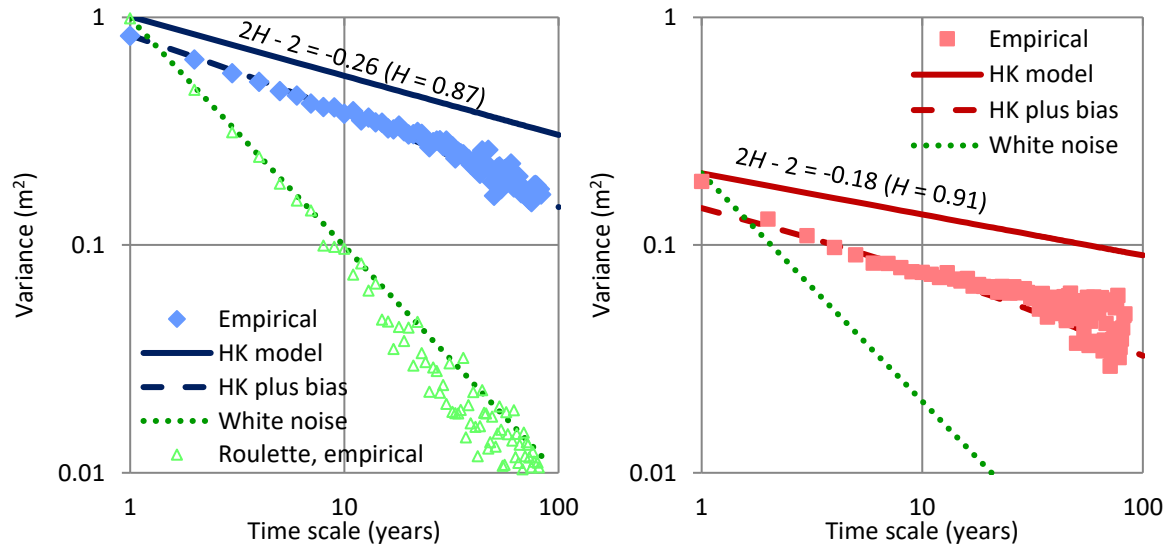 1
0.1
0.01
Variance (m²)
2H - 2 = -0.26 (H = 0.87)
Empirical
HK model
HK plus bias
White noise
Roulette, empirical
1
10
100
Time scale (years)
1
0.1
0.01
Variance (m²)
Empirical
HK model
HK plus bias
White noise
2H - 2 = -0.18 (H = 0.91)
1
10
100
Time scale (years)